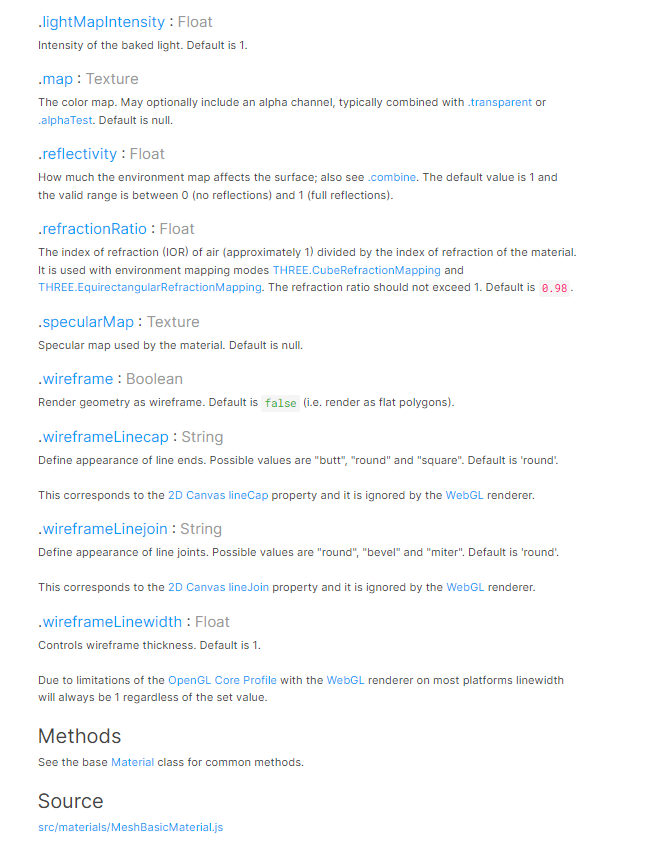 .lightMapIntensity : Float
Intensity of the baked light. Default is 1.
.map : Texture
The color map. May optionally include an alpha channel, typically combined with .transparent or
.alphaTest. Default is null.
.reflectivity : Float
How much the environment map affects the surface; also see .combine. The default value is 1 and
the valid range is between 0 (no reflections) and 1 (full reflections).
.refractionRatio : Float
The index of refraction (IOR) of air (approximately 1) divided by the index of refraction of the material.
It is used with environment mapping modes THREE.CubeRefractionMapping and
THREE.EquirectangularRefractionMapping. The refraction ratio should not exceed 1. Default is 0.98.
.specularMap : Texture
Specular map used by the material. Default is null.
.wireframe : Boolean
Render geometry as wireframe. Default is false (i.e. render as flat polygons).
.wireframeLinecap : String
Define appearance of line ends. Possible values are "butt", "round" and "square". Default is 'round'.
This corresponds to the 2D Canvas lineCap property and it is ignored by the WebGL renderer.
.wireframeLinejoin : String
Define appearance of line joints. Possible values are "round", "bevel" and "miter". Default is 'round'.
This corresponds to the 2D Canvas lineJoin property and it is ignored by the WebGL renderer.
.wireframeLinewidth : Float
Controls wireframe thickness. Default is 1.
Due to limitations of the OpenGL Core Profile with the WebGL renderer on most platforms linewidth
will always be 1 regardless of the set value.
Methods
See the base Material class for common methods.
Source
src/materials/MeshBasicMaterial.js